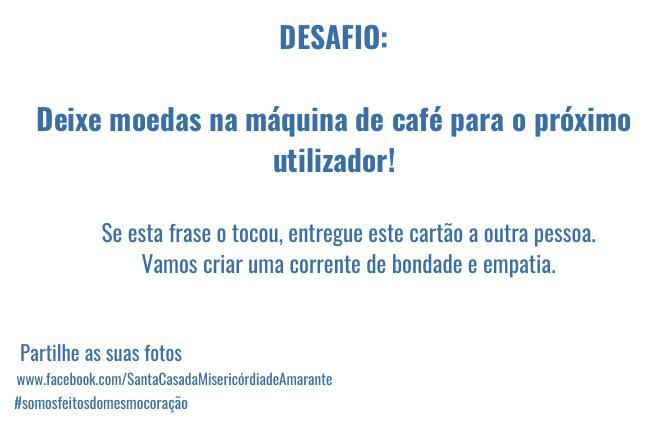 DESAFIO:
Deixe moedas na máquina de café para o próximo
utilizador!
Se esta frase o tocou, entregue este cartão a outra pessoa.
Vamos criar uma corrente de bondade e empatia.
Partilhe as suas fotos
www.facebook.com/SantaCasadaMisericórdiadeAmarante
#somosfeitosdomesmocoração